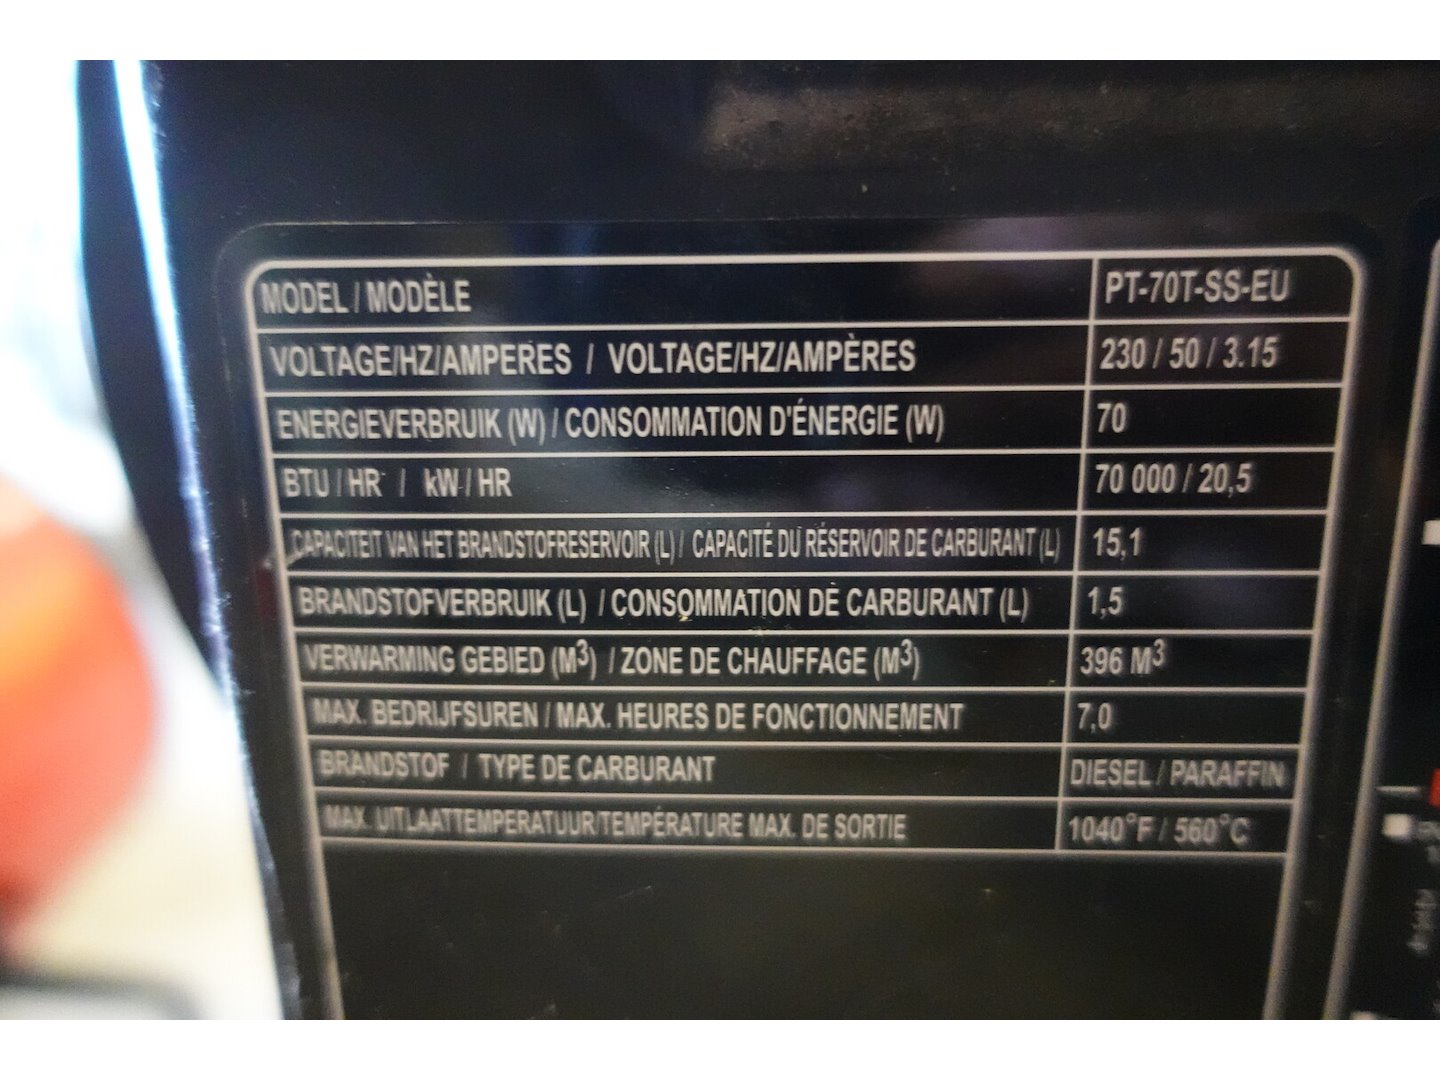 MODEL / MODÈLE PT-70T-SS-EU
VOLTAGE/HZ/AMPERES / VOLTAGE/HZ/AMPÈRES 230 / 50 / 3.15
ENERGIEVERBRUIK (W) / CONSOMMATION D'ÉNERGIE (W) 70
BTU / HR / kW / HR 70 000 / 20,5
CAPACITEIT VAN HET BRANDSTOFRESERVOIR (L) / CAPACITÉ DU RÉSERVOIR DE CARBURANT (L) 15,1
BRANDSTOFVERBRUIK (L) / CONSOMMATION DE CARBURANT (L) 1,5
VERWARMING GEBIED (M³) / ZONE DE CHAUFFAGE (M³) 396 M³
MAX. BEDRIJFSUREN / MAX. HEURES DE FONCTIONNEMENT 7,0
BRANDSTOF / TYPE DE CARBURANT DIESEL / PARAFFIN
MAX. UITLAATTEMPERATUUR/TEMPÉRATURE MAX. DE SORTIE 1040°F / 560°C